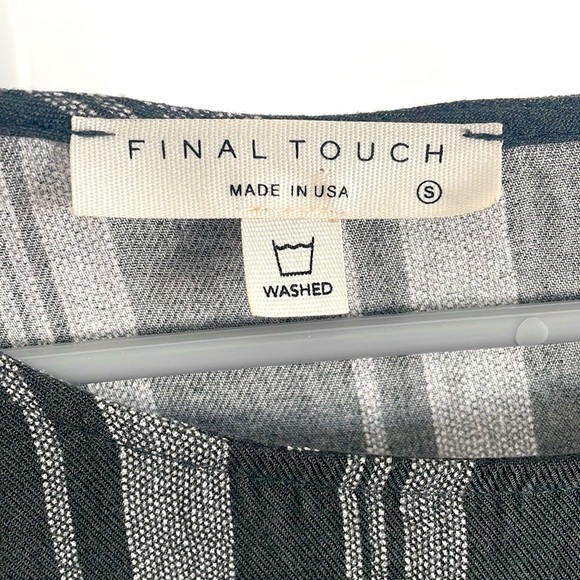 FINAL TOUCH
MADE IN USA S
WASHED